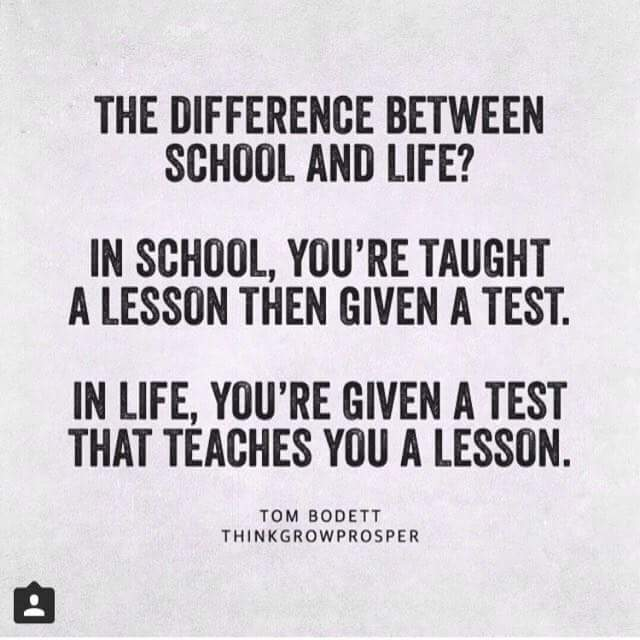 THE DIFFERENCE BETWEEN
SCHOOL AND LIFE?
IN SCHOOL, YOU'RE TAUGHT
A LESSON THEN GIVEN A TEST.
IN LIFE, YOU'RE GIVEN A TEST
THAT TEACHES YOU A LESSON.
TOM BODETT
THINKGROWPROSPER